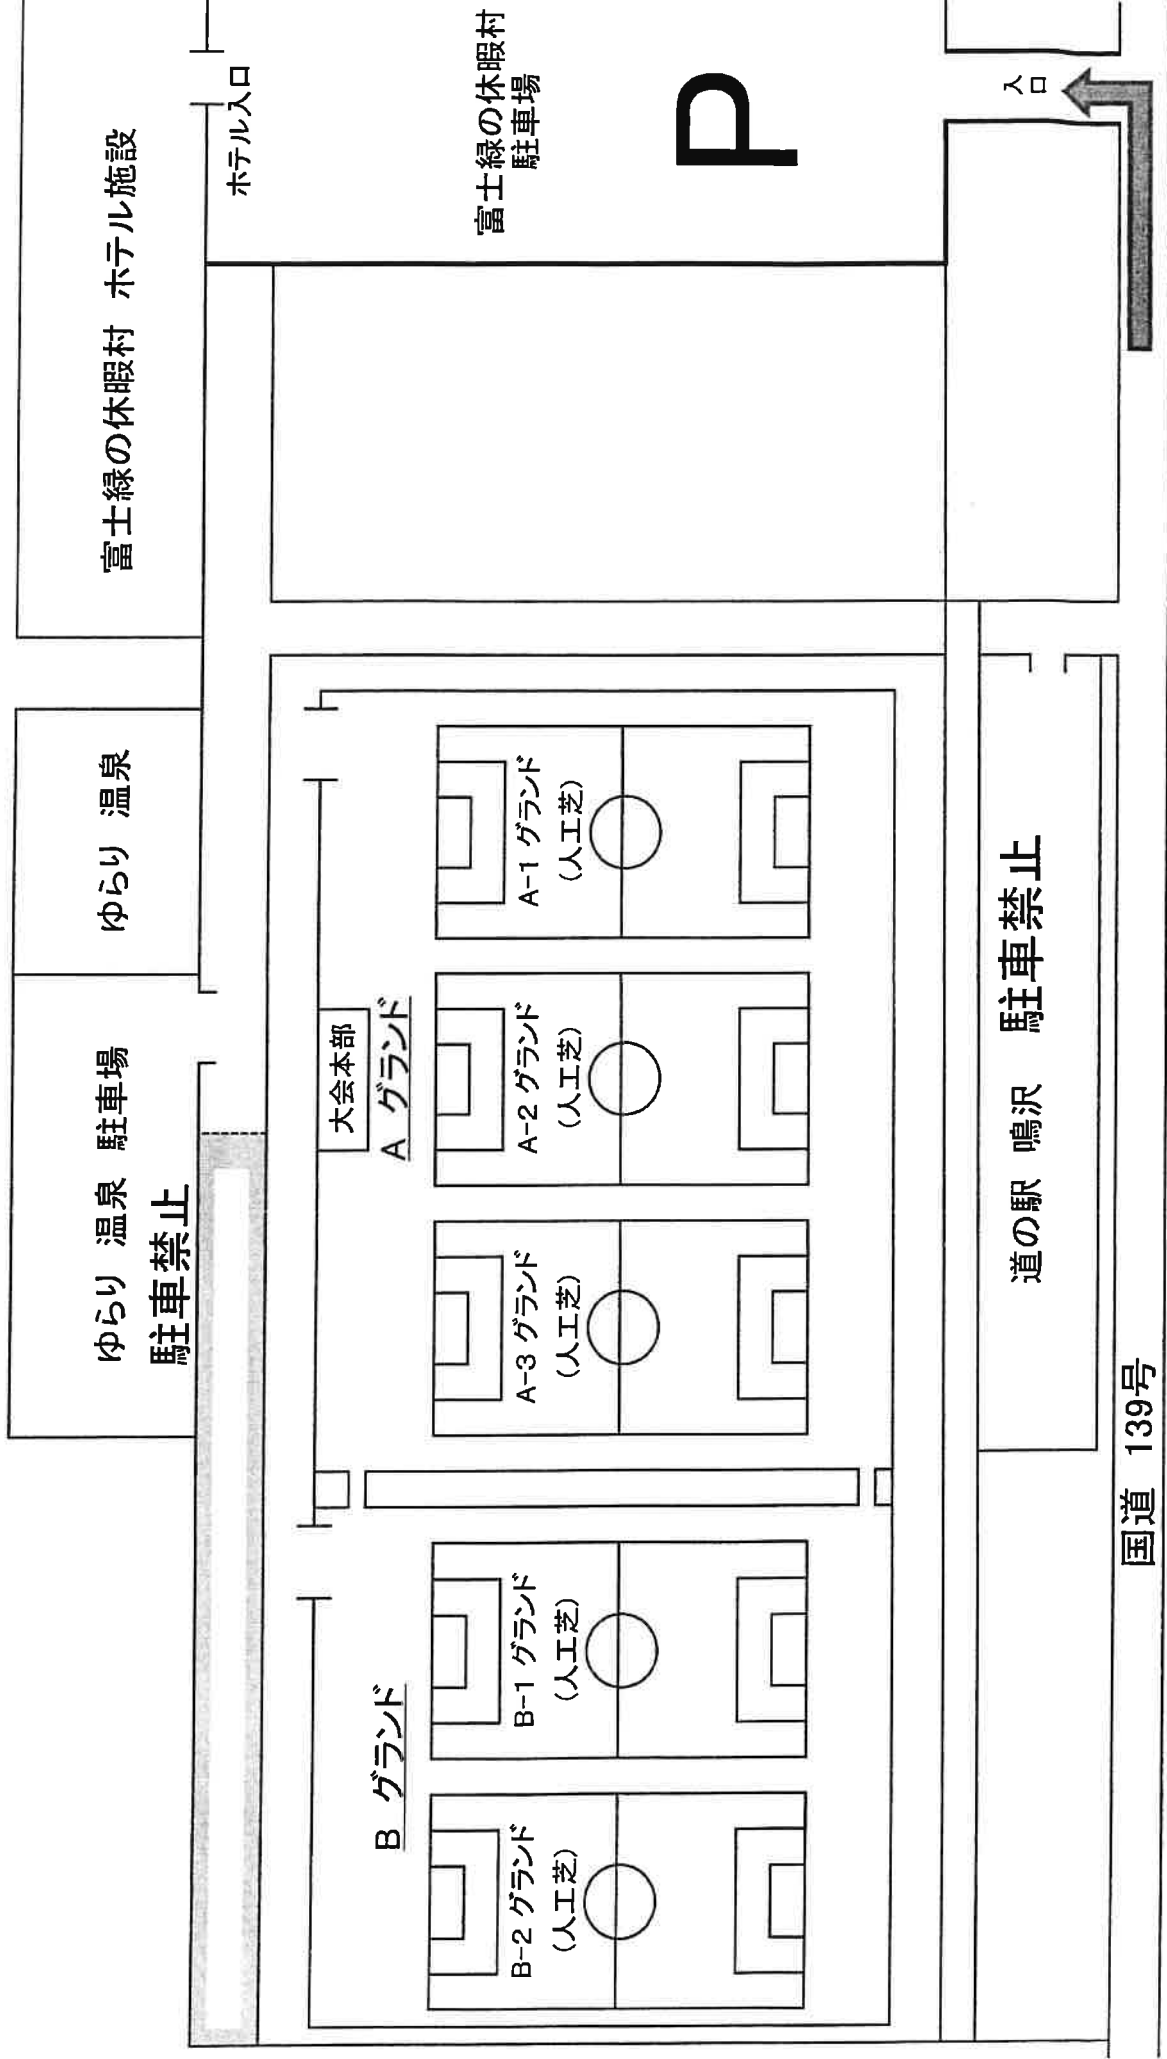 富士緑の休暇村 ホテル施設
ホテル入口
富士緑の休暇村
駐車場
P
入口
ゆらり 温泉
ゆらり 温泉 駐車場
駐車禁止
大会本部
A グランド
A-1 グランド
(人工芝)
A-2 グランド
(人工芝)
A-3 グランド
(人工芝)
B グランド
B-1 グランド
(人工芝)
B-2 グランド
(人工芝)
道の駅 鳴沢 駐車禁止
国道 139号